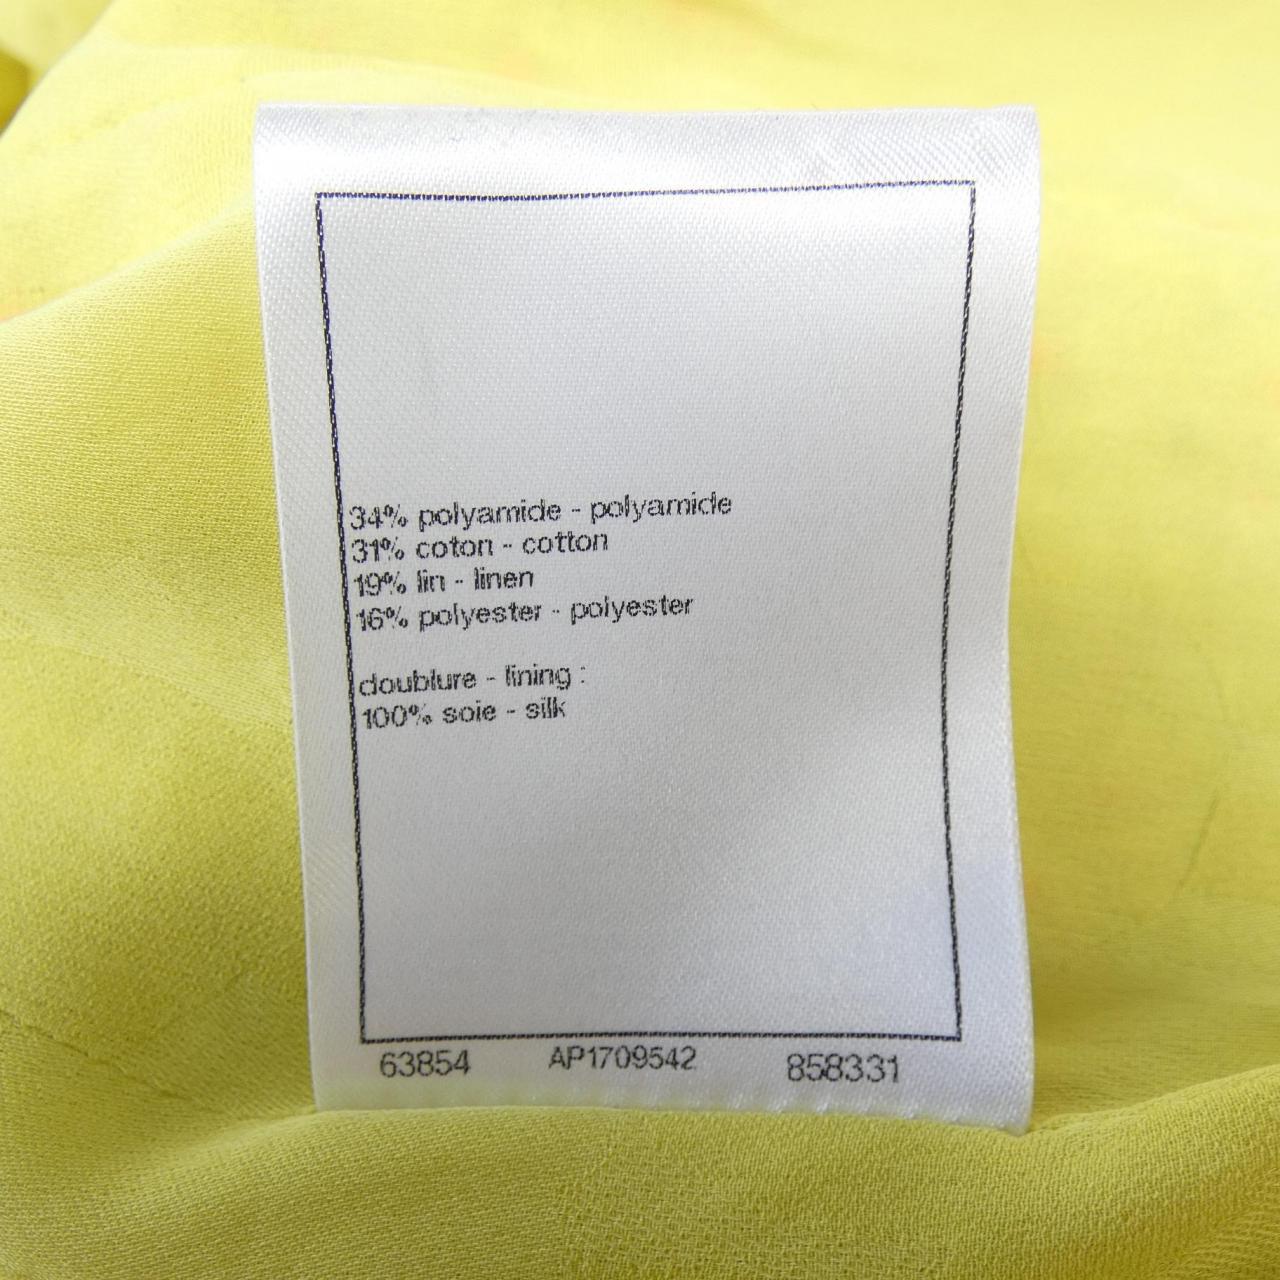 34% polyamide - polyamide
31% coton - cotton
19% lin - linen
16% polyester - polyester
doublure - lining :
100% soie - silk
63854 AP1709542 858331